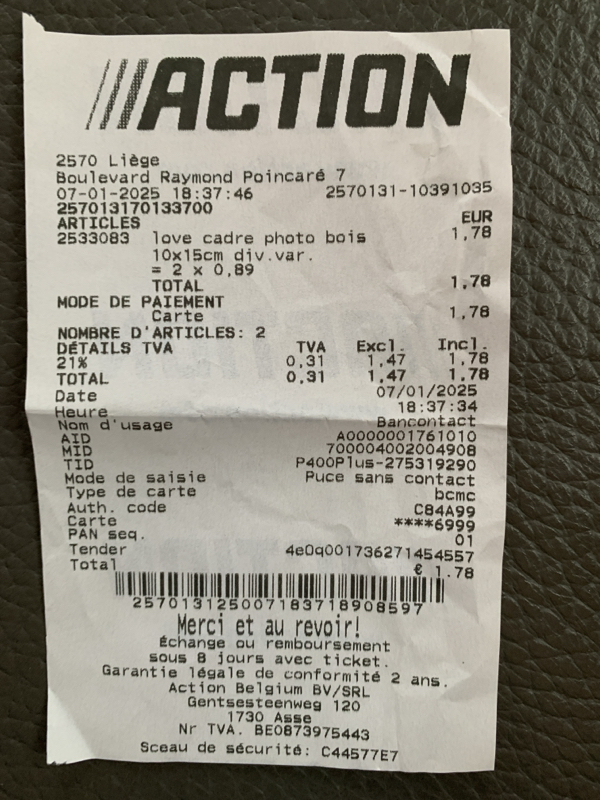 ACTION
2570 Liège
Boulevard Raymond Poincaré 7
07-01-2025 18:37:46 2570131-10391035
257013170133700
ARTICLES EUR
2533083 love cadre photo bois 1,78
10x15cm div.var.
= 2 x 0,89
TOTAL 1,78
MODE DE PAIEMENT
Carte 1,78
NOMBRE D'ARTICLES: 2
DÉTAILS TVA TVA Excl. Incl.
21% 0,31 1,47 1,78
TOTAL 0,31 1,47 1,78
Date 07/01/2025
Heure 18:37:34
Nom d'usage Bancontact
AID A0000001761010
MID 700004002004908
TID P400Plus-275319290
Mode de saisie Puce sans contact
Type de carte bcmc
Auth. code C84A99
Carte ****6999
PAN seq. 01
Tender 4e0q001736271454557
Total € 1.78
257013125007183718908597
Merci et au revoir!
Échange ou remboursement
sous 8 jours avec ticket.
Garantie légale de conformité 2 ans.
Action Belgium BV/SRL
Gentsesteenweg 120
1730 Asse
Nr TVA. BE0873975443
Sceau de sécurité: C44577E7